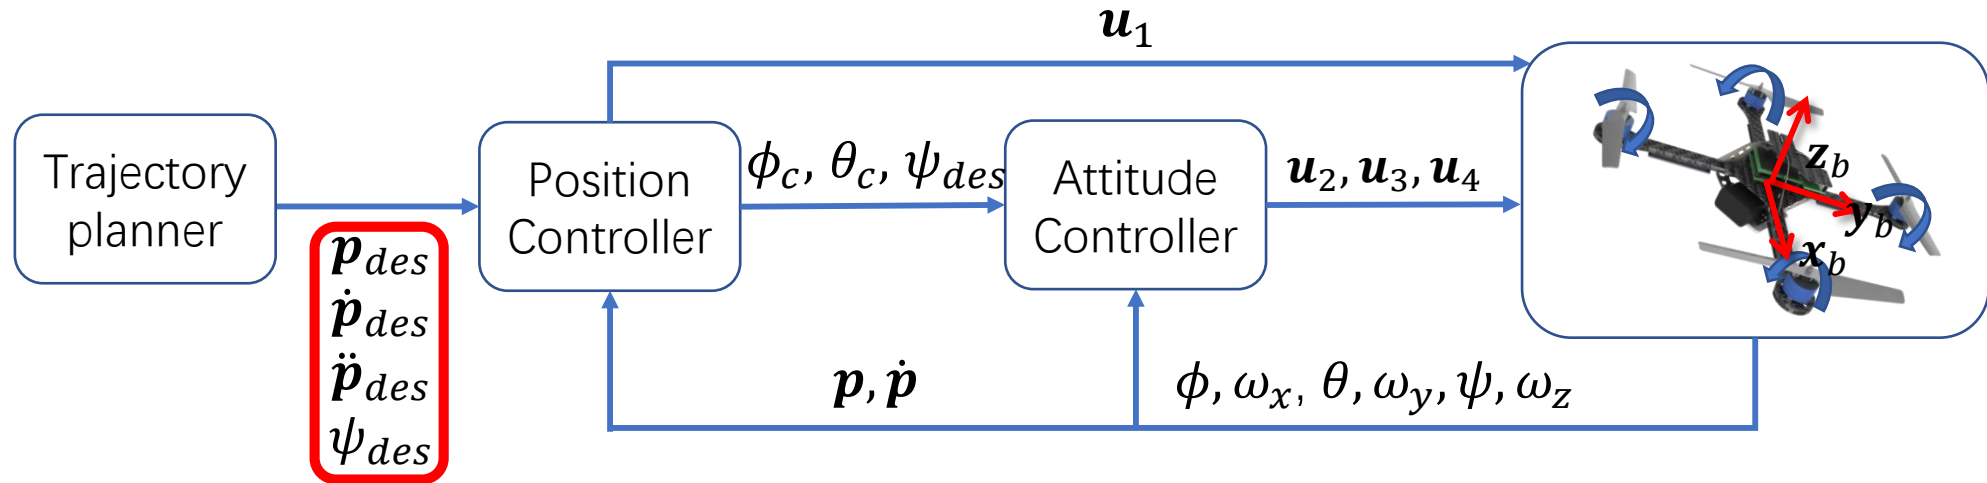 𝒖₁
Trajectory
planner
𝒑_des
𝒑̇_des
𝒑̈_des
ψ_des
Position
Controller
ϕ_c, θ_c, ψ_des
Attitude
Controller
𝒖₂, 𝒖₃, 𝒖₄
𝒛_b
𝒚_b
𝒙_b
𝒑, 𝒑̇
ϕ, ω_x, θ, ω_y, ψ, ω_z